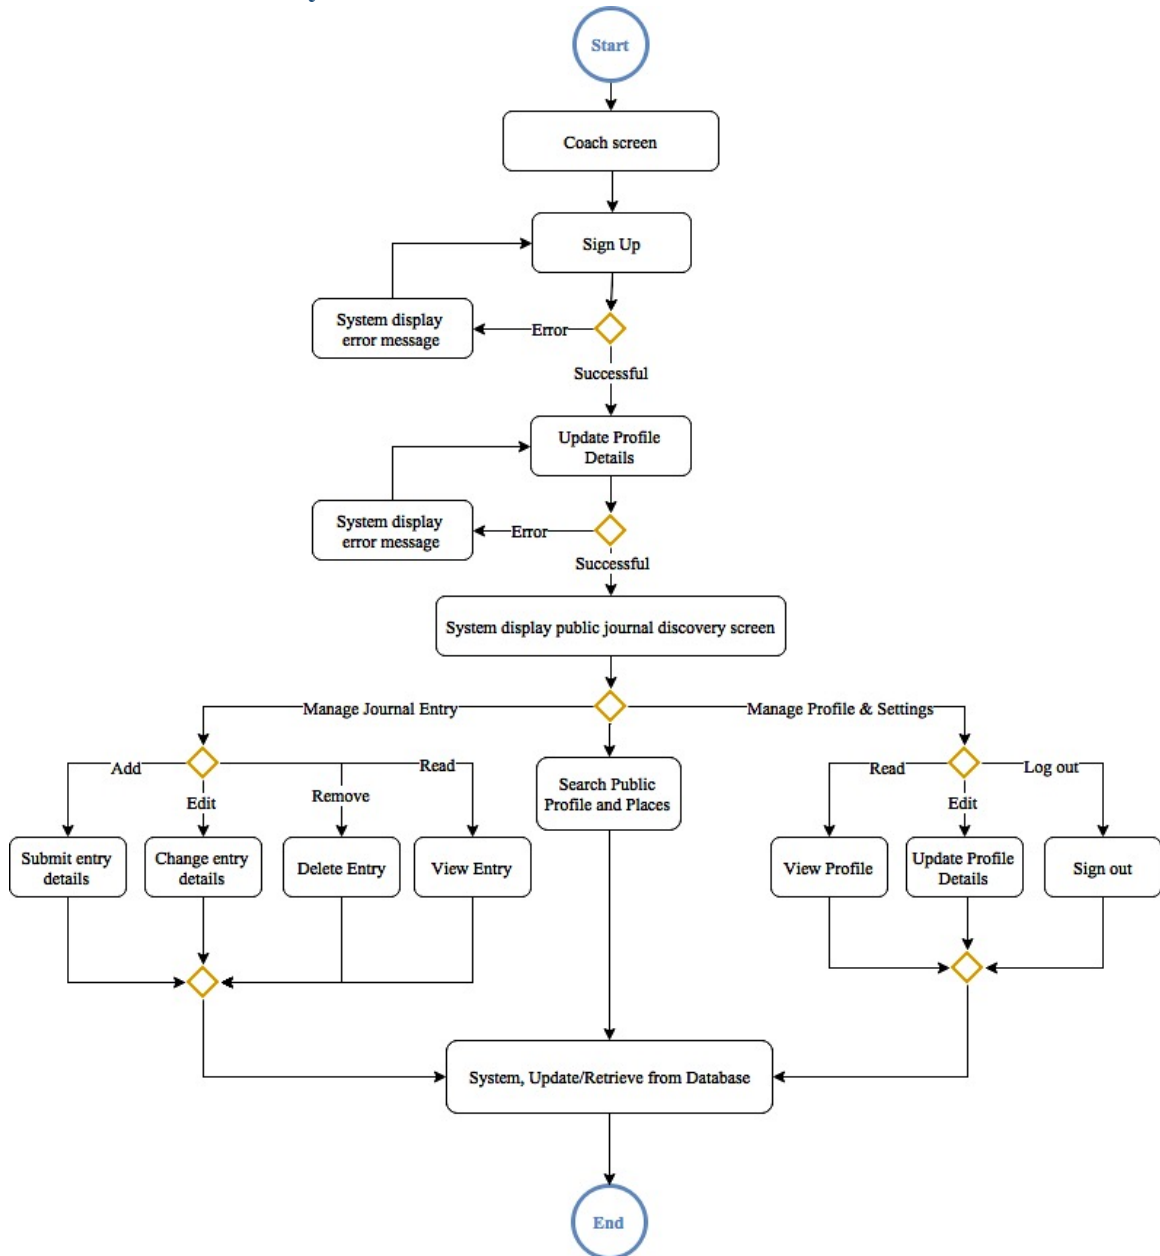 Start
Coach screen
Sign Up
System display
error message
Error
Successful
Update Profile
Details
System display
error message
Error
Successful
System display public journal discovery screen
Manage Journal Entry
Manage Profile & Settings
Add
Edit
Remove
Read
Search Public
Profile and Places
Read
Edit
Log out
Submit entry
details
Change entry
details
Delete Entry
View Entry
View Profile
Update Profile
Details
Sign out
System, Update/Retrieve from Database
End